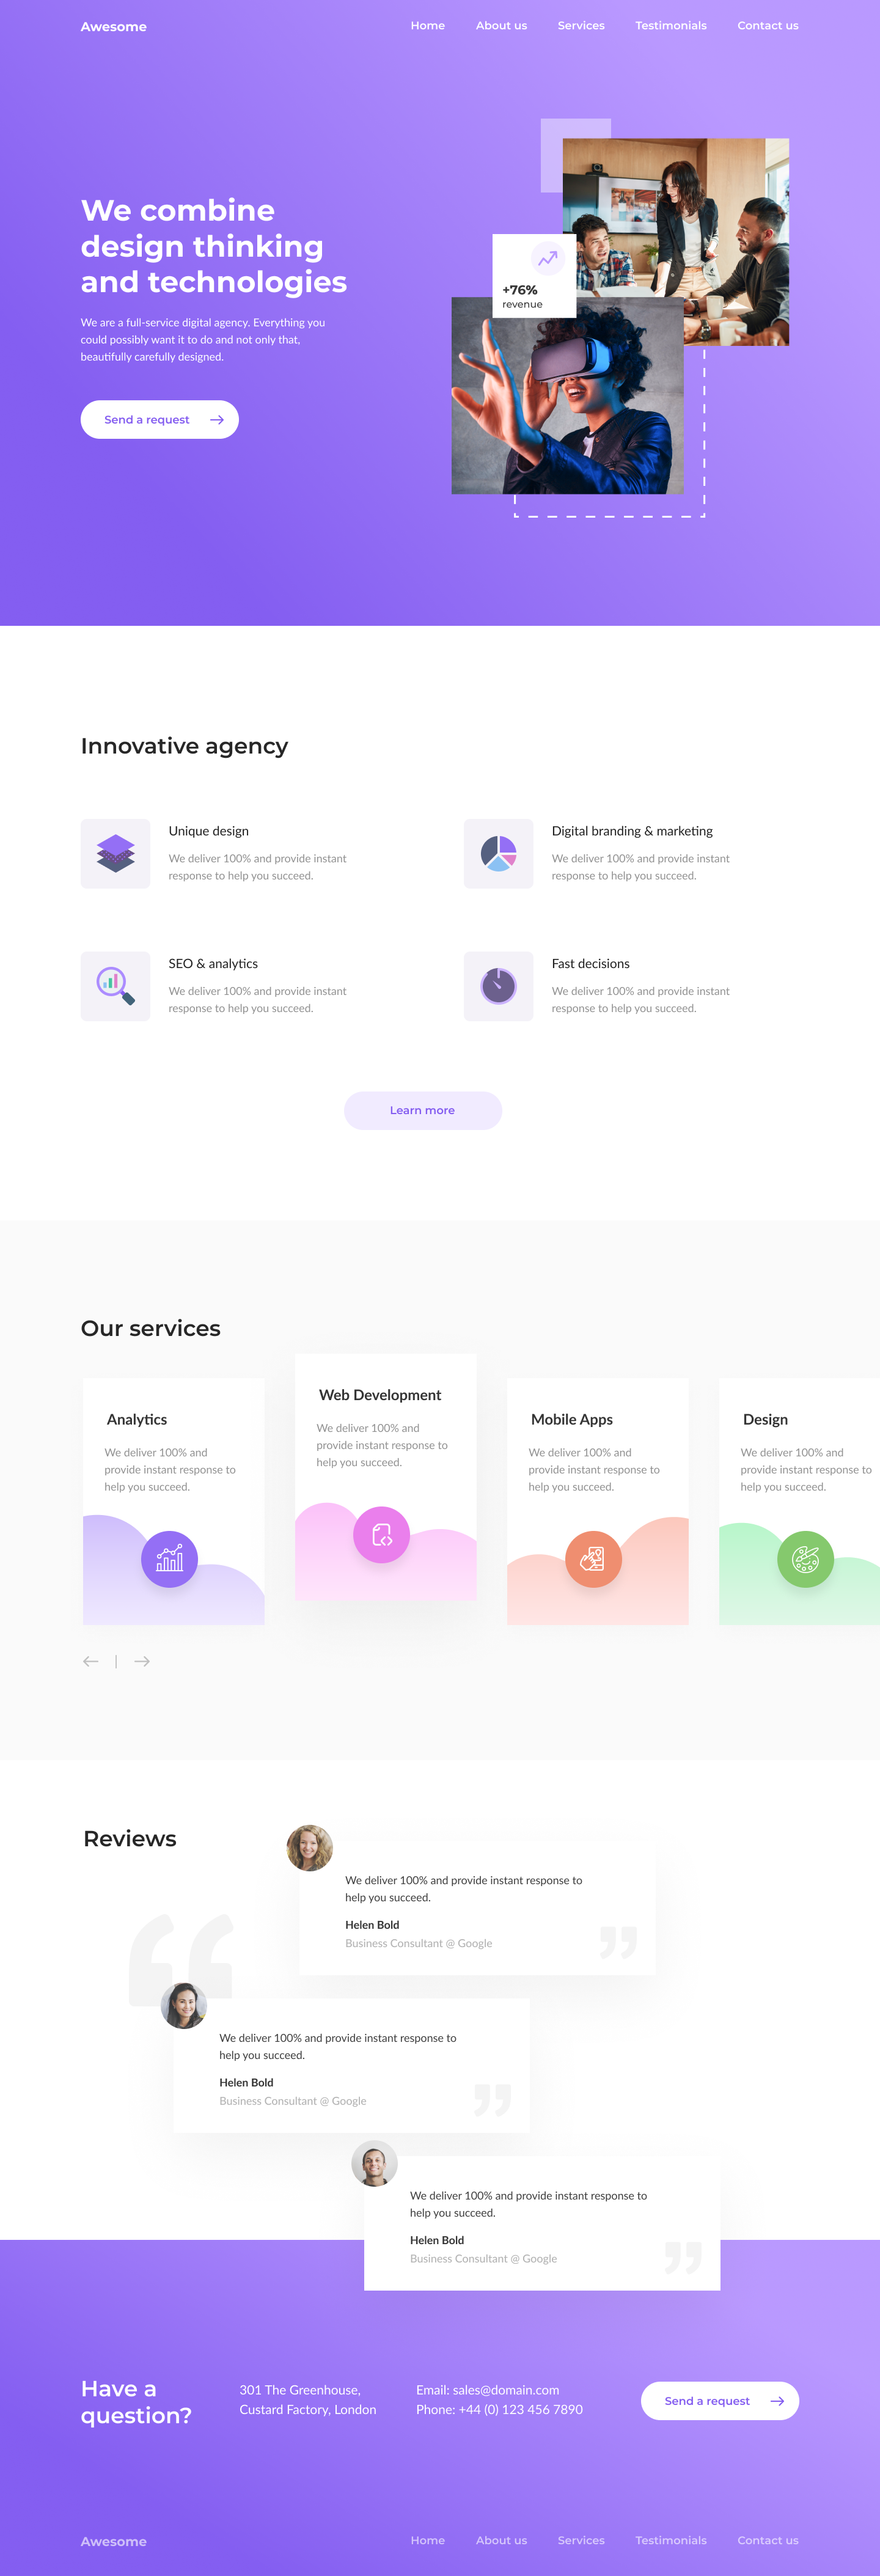 Awesome
Home About us Services Testimonials Contact us
We combine
design thinking
and technologies
We are a full-service digital agency. Everything you
could possibly want it to do and not only that,
beautifully carefully designed.
Send a request
+76%
revenue
Innovative agency
Unique design
We deliver 100% and provide instant
response to help you succeed.
Digital branding & marketing
We deliver 100% and provide instant
response to help you succeed.
SEO & analytics
We deliver 100% and provide instant
response to help you succeed.
Fast decisions
We deliver 100% and provide instant
response to help you succeed.
Learn more
Our services
Analytics
We deliver 100% and
provide instant response to
help you succeed.
Web Development
We deliver 100% and
provide instant response to
help you succeed.
Mobile Apps
We deliver 100% and
provide instant response to
help you succeed.
Design
We deliver 100% and
provide instant response to
help you succeed.
Reviews
We deliver 100% and provide instant response to
help you succeed.
Helen Bold
Business Consultant @ Google
We deliver 100% and provide instant response to
help you succeed.
Helen Bold
Business Consultant @ Google
We deliver 100% and provide instant response to
help you succeed.
Helen Bold
Business Consultant @ Google
Have a
question?
301 The Greenhouse,
Custard Factory, London
Email: sales@domain.com
Phone: +44 (0) 123 456 7890
Send a request
Awesome
Home About us Services Testimonials Contact us